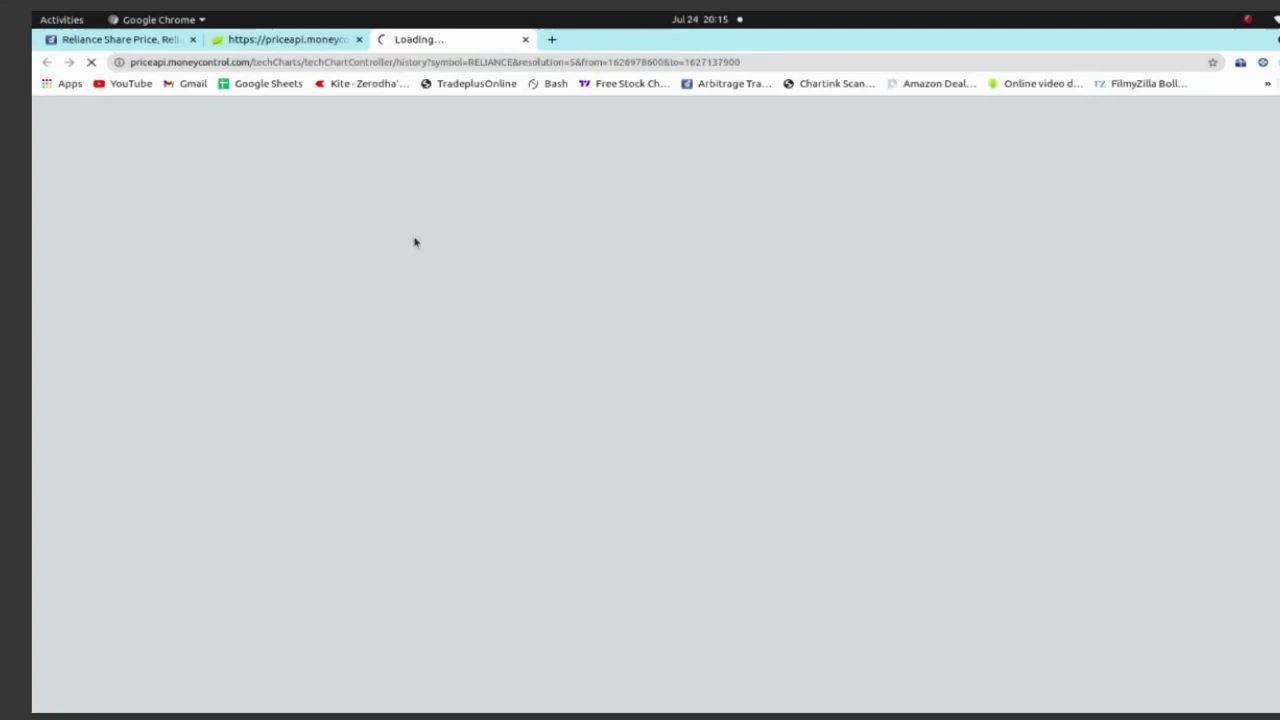 Activities Google Chrome Jul 24 20:15
Reliance Share Price, Reli https://priceapi.moneyco Loading...
priceapi.moneycontrol.com/techCharts/techChartController/history?symbol=RELIANCE&resolution=5&from=1626978600&to=1627137900
Apps YouTube Gmail Google Sheets Kite - Zerodha'... TradeplusOnline Bash Free Stock Ch... Arbitrage Tra... Chartink Scan... Amazon Deal... Online video d... FilmyZilla Boll... »